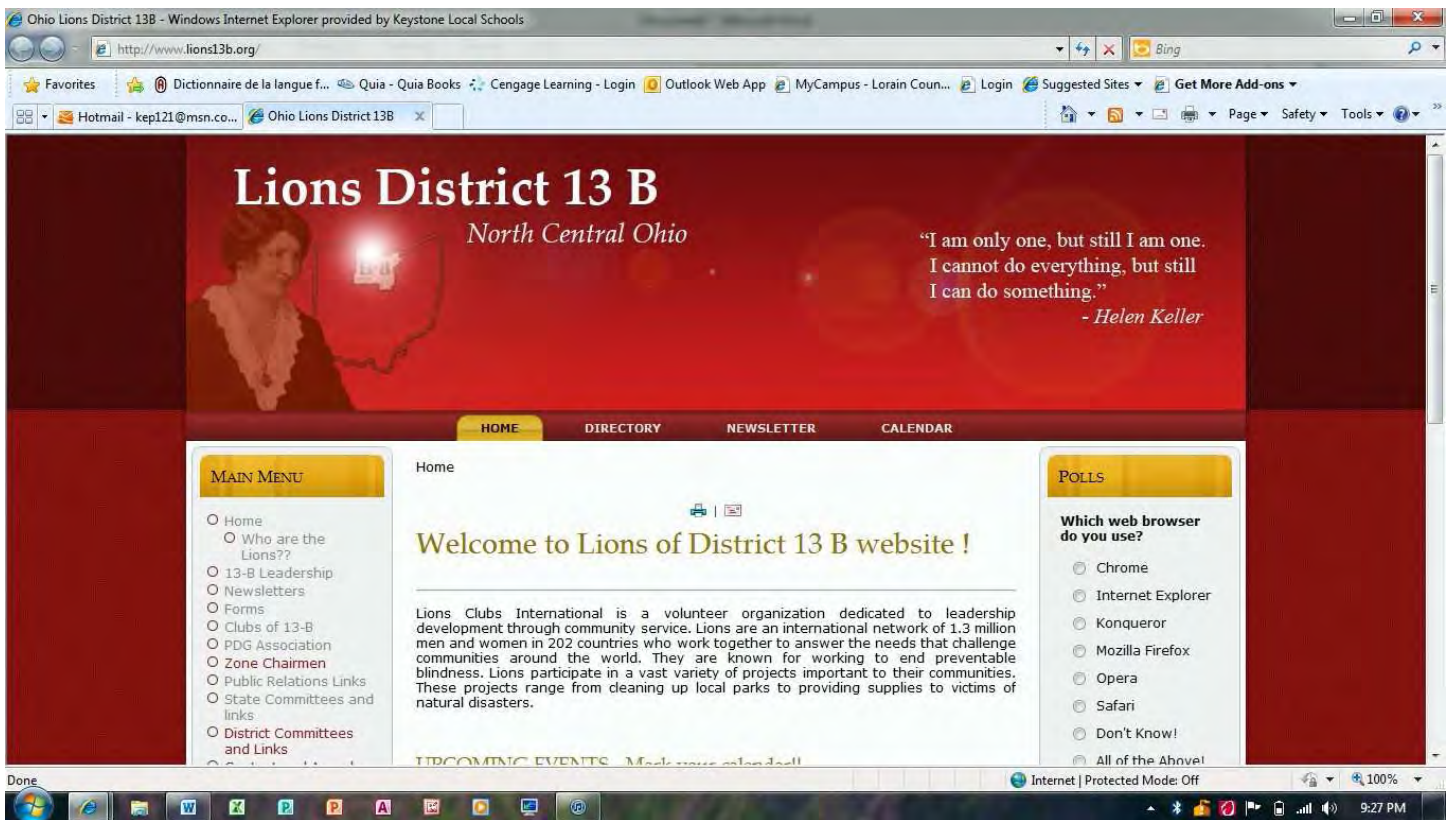 Ohio Lions District 13B - Windows Internet Explorer provided by Keystone Local Schools
http://www.lions13b.org/
Bing
Favorites
Dictionnaire de la langue f...
Quia - Quia Books
Cengage Learning - Login
Outlook Web App
MyCampus - Lorain Coun...
Login
Suggested Sites
Get More Add-ons
Hotmail - kep121@msn.co...
Ohio Lions District 13B
Page
Safety
Tools
Lions District 13 B
North Central Ohio
“I am only one, but still I am one.
I cannot do everything, but still
I can do something.”
- Helen Keller
HOME
DIRECTORY
NEWSLETTER
CALENDAR
MAIN MENU
Home
Who are the
Lions??
13-B Leadership
Newsletters
Forms
Clubs of 13-B
PDG Association
Zone Chairmen
Public Relations Links
State Committees and
links
District Committees
and Links
Home
Welcome to Lions of District 13 B website !
Lions Clubs International is a volunteer organization dedicated to leadership
development through community service. Lions are an international network of 1.3 million
men and women in 202 countries who work together to answer the needs that challenge
communities around the world. They are known for working to end preventable
blindness. Lions participate in a vast variety of projects important to their communities.
These projects range from cleaning up local parks to providing supplies to victims of
natural disasters.
UPCOMING EVENTS - Mark your calendar!!
POLLS
Which web browser
do you use?
Chrome
Internet Explorer
Konqueror
Mozilla Firefox
Opera
Safari
Don't Know!
All of the Above!
Done
Internet | Protected Mode: Off
100%
9:27 PM